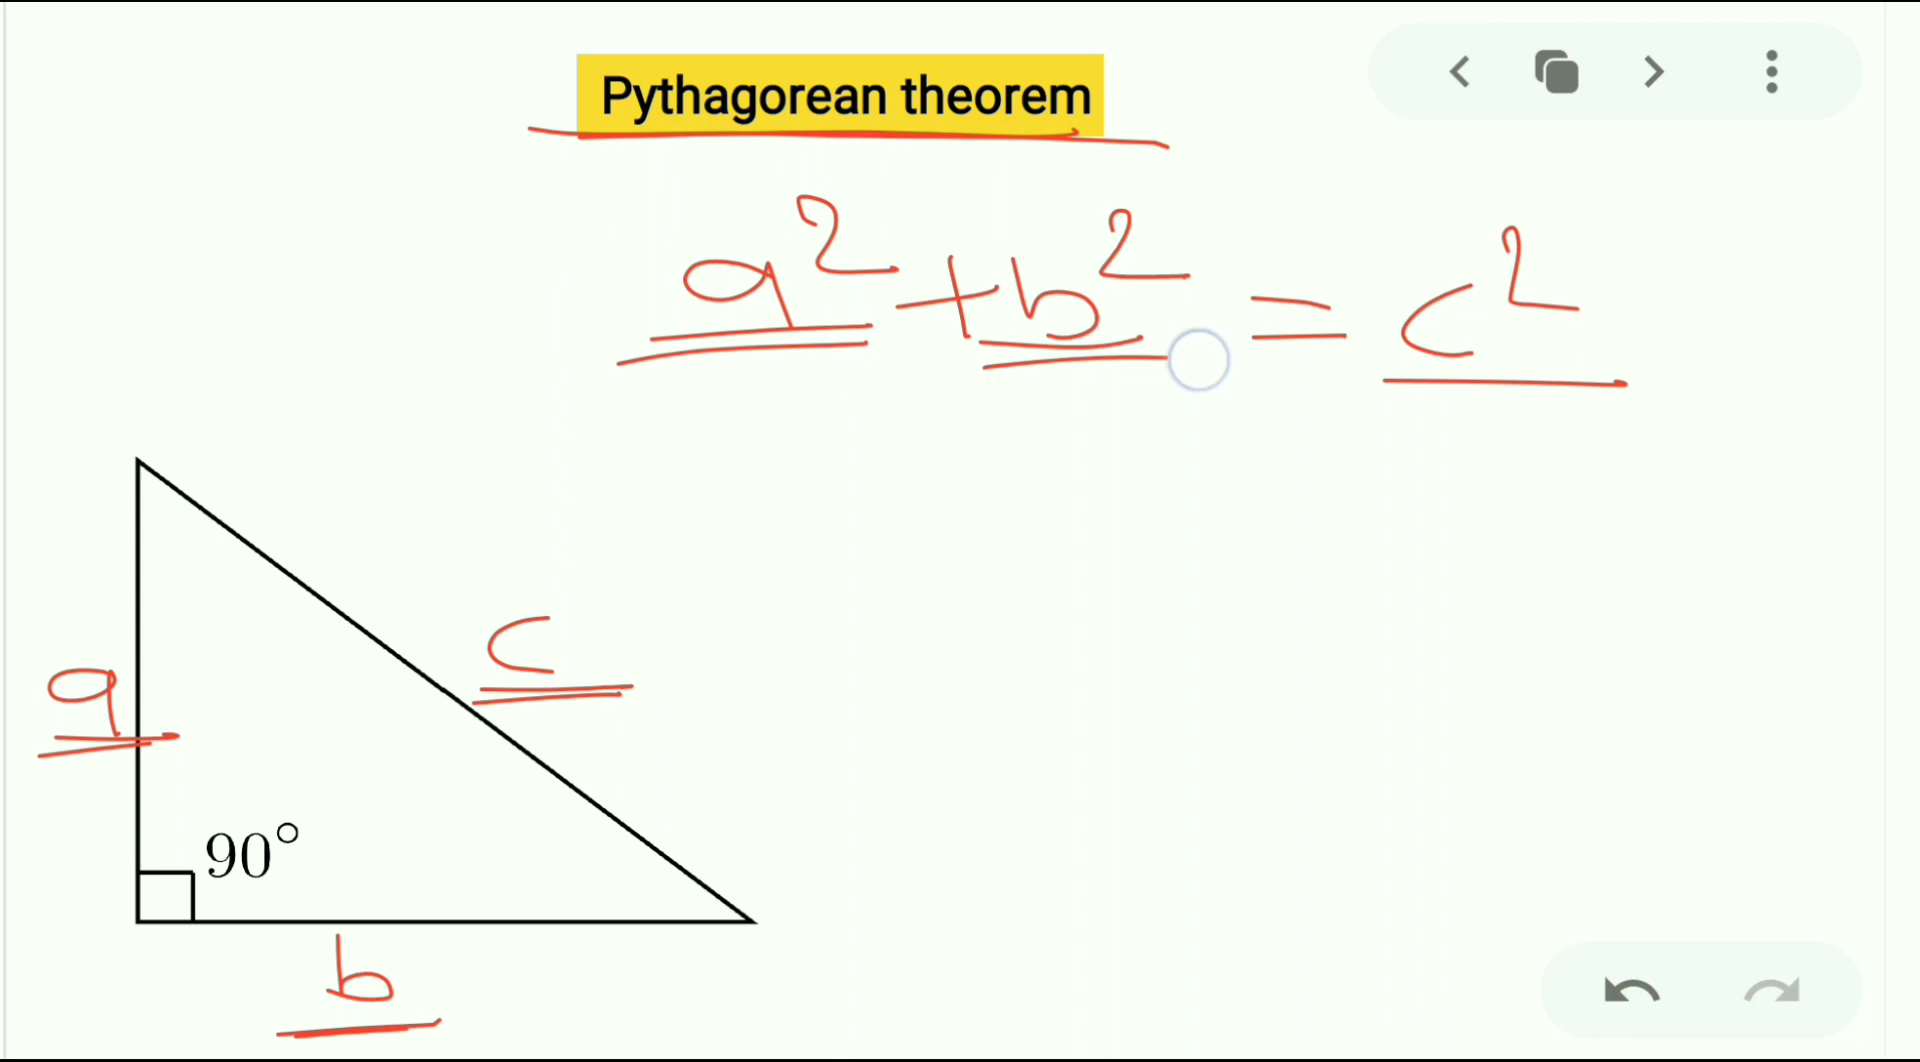 Pythagorean theorem
a² + b² = c²
c
a
90°
b